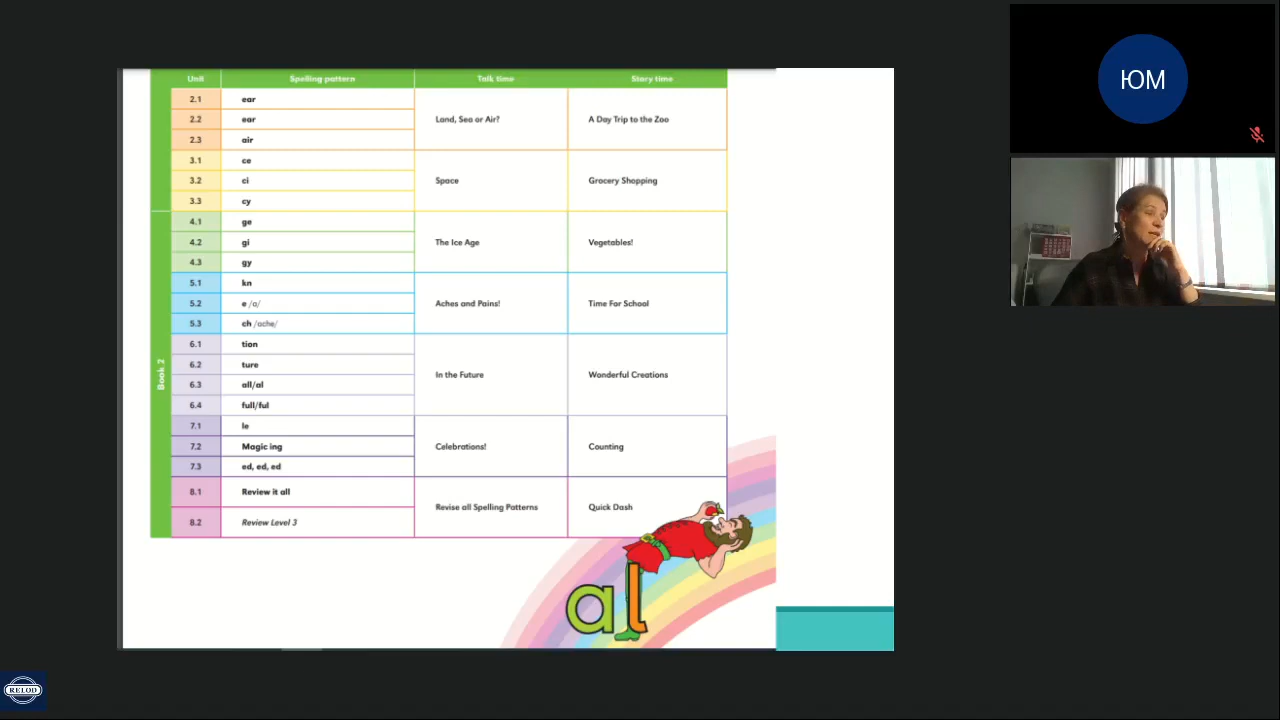 Unit Spelling pattern Talk time Story time
2.1 ear
2.2 ear Land, Sea or Air? A Day Trip to the Zoo
2.3 air
3.1 ce
3.2 ci Space Grocery Shopping
3.3 cy
4.1 ge
4.2 gi The Ice Age Vegetables!
4.3 gy
5.1 kn
5.2 e /a/ Aches and Pains! Time For School
5.3 ch /ache/
6.1 tion
6.2 ture
In the Future Wonderful Creations
6.3 all/al
6.4 full/ful
7.1 le
7.2 Magic ing Celebrations! Counting
7.3 ed, ed, ed
8.1 Review it all
Revise all Spelling Patterns Quick Dash
8.2 Review Level 3
Book 2
al
ЮМ
RELOD